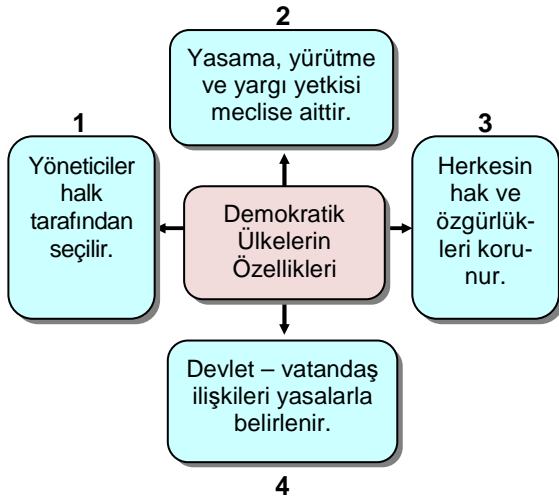 2
Yasama, yürütme
ve yargı yetkisi
meclise aittir.
1
Yöneticiler
halk
tarafından
seçilir.
Demokratik
Ülkelerin
Özellikleri
3
Herkesin
hak ve
özgürlük-
leri koru-
nur.
Devlet – vatandaş
ilişkileri yasalarla
belirlenir.
4